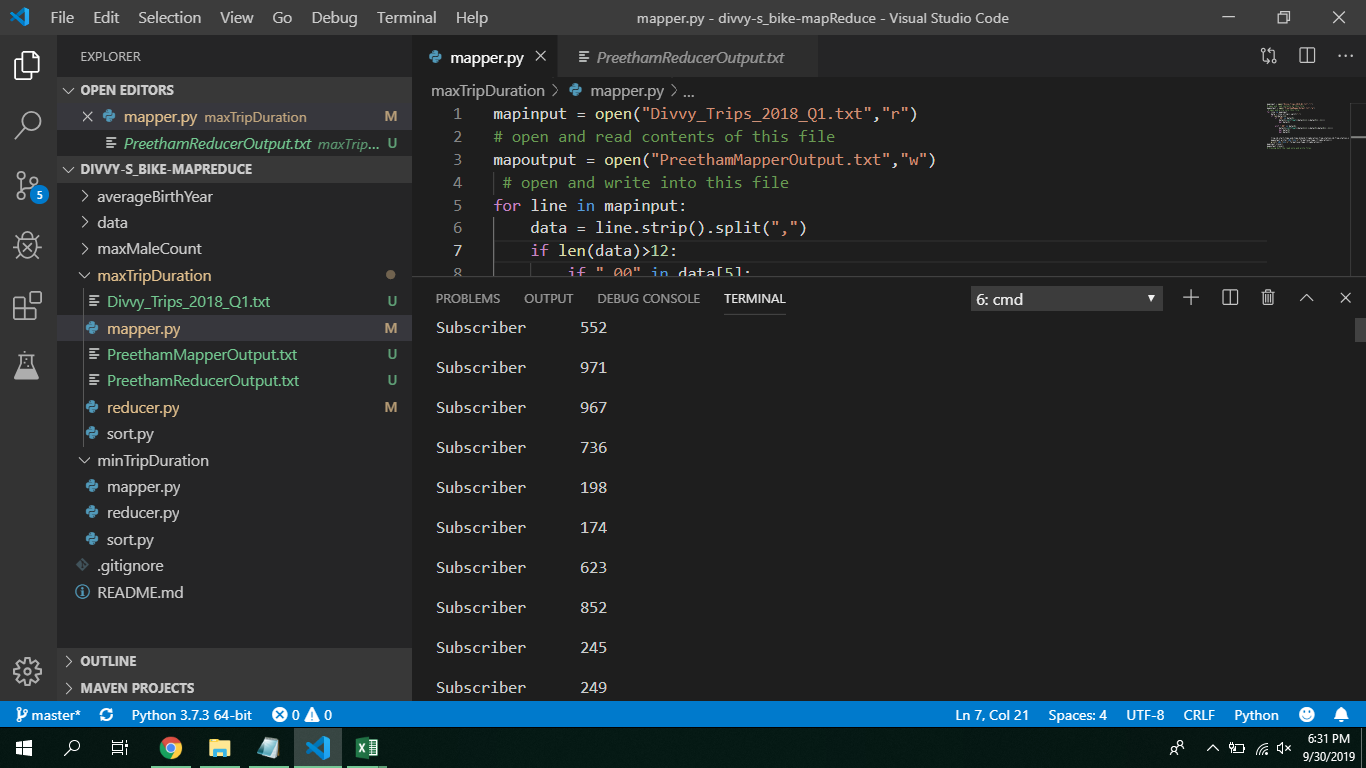 File Edit Selection View Go Debug Terminal Help
mapper.py - divvy-s_bike-mapReduce - Visual Studio Code
EXPLORER
OPEN EDITORS
mapper.py maxTripDuration M
PreethamReducerOutput.txt maxTrip... U
DIVVY-S_BIKE-MAPREDUCE
averageBirthYear
data
maxMaleCount
maxTripDuration
Divvy_Trips_2018_Q1.txt U
mapper.py M
PreethamMapperOutput.txt U
PreethamReducerOutput.txt U
reducer.py M
sort.py
minTripDuration
mapper.py
reducer.py
sort.py
.gitignore
README.md
OUTLINE
MAVEN PROJECTS
5
mapper.py
PreethamReducerOutput.txt
maxTripDuration > mapper.py > ...
1 mapinput = open("Divvy_Trips_2018_Q1.txt","r")
2 # open and read contents of this file
3 mapoutput = open("PreethamMapperOutput.txt","w")
4 # open and write into this file
5 for line in mapinput:
6 data = line.strip().split(",")
7 if len(data)>12:
8 if " 00" in data[5]:
PROBLEMS OUTPUT DEBUG CONSOLE TERMINAL
6: cmd
Subscriber 552
Subscriber 971
Subscriber 967
Subscriber 736
Subscriber 198
Subscriber 174
Subscriber 623
Subscriber 852
Subscriber 245
Subscriber 249
master* Python 3.7.3 64-bit 0 0
Ln 7, Col 21 Spaces: 4 UTF-8 CRLF Python
6:31 PM
9/30/2019